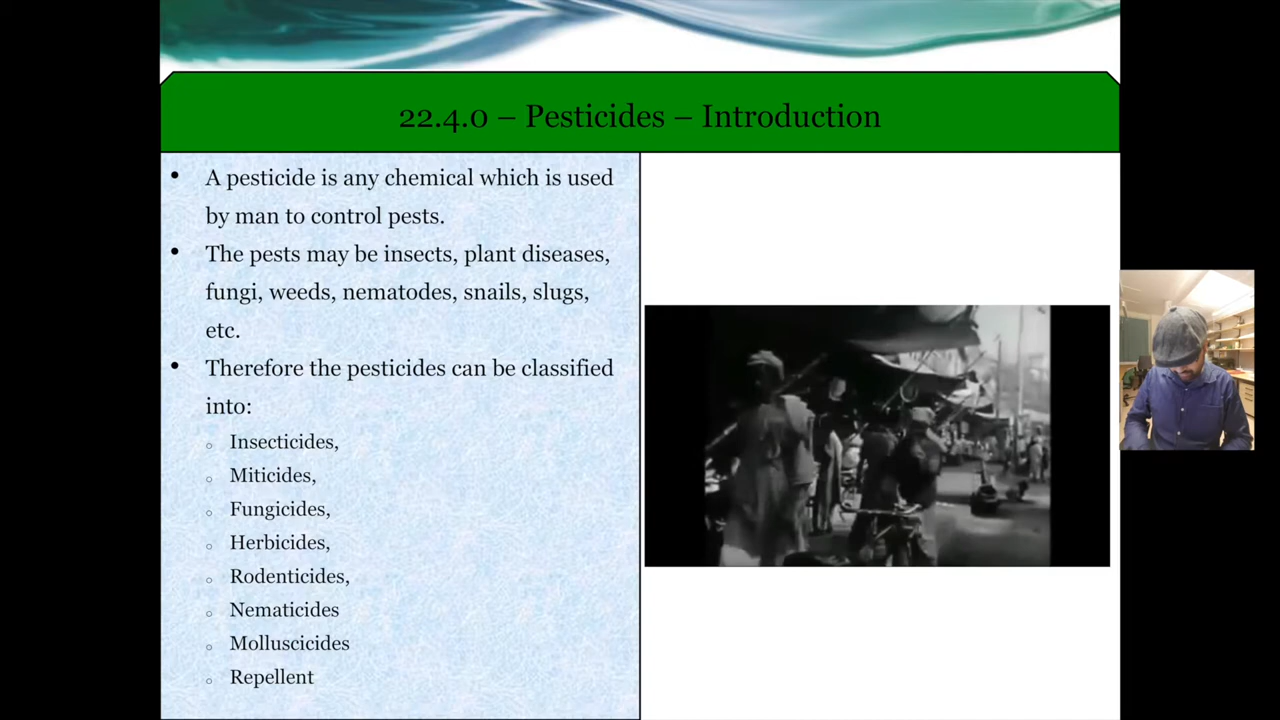 22.4.0 – Pesticides – Introduction
• A pesticide is any chemical which is used
by man to control pests.
• The pests may be insects, plant diseases,
fungi, weeds, nematodes, snails, slugs,
etc.
• Therefore the pesticides can be classified
into:
o Insecticides,
o Miticides,
o Fungicides,
o Herbicides,
o Rodenticides,
o Nematicides
o Molluscicides
o Repellent